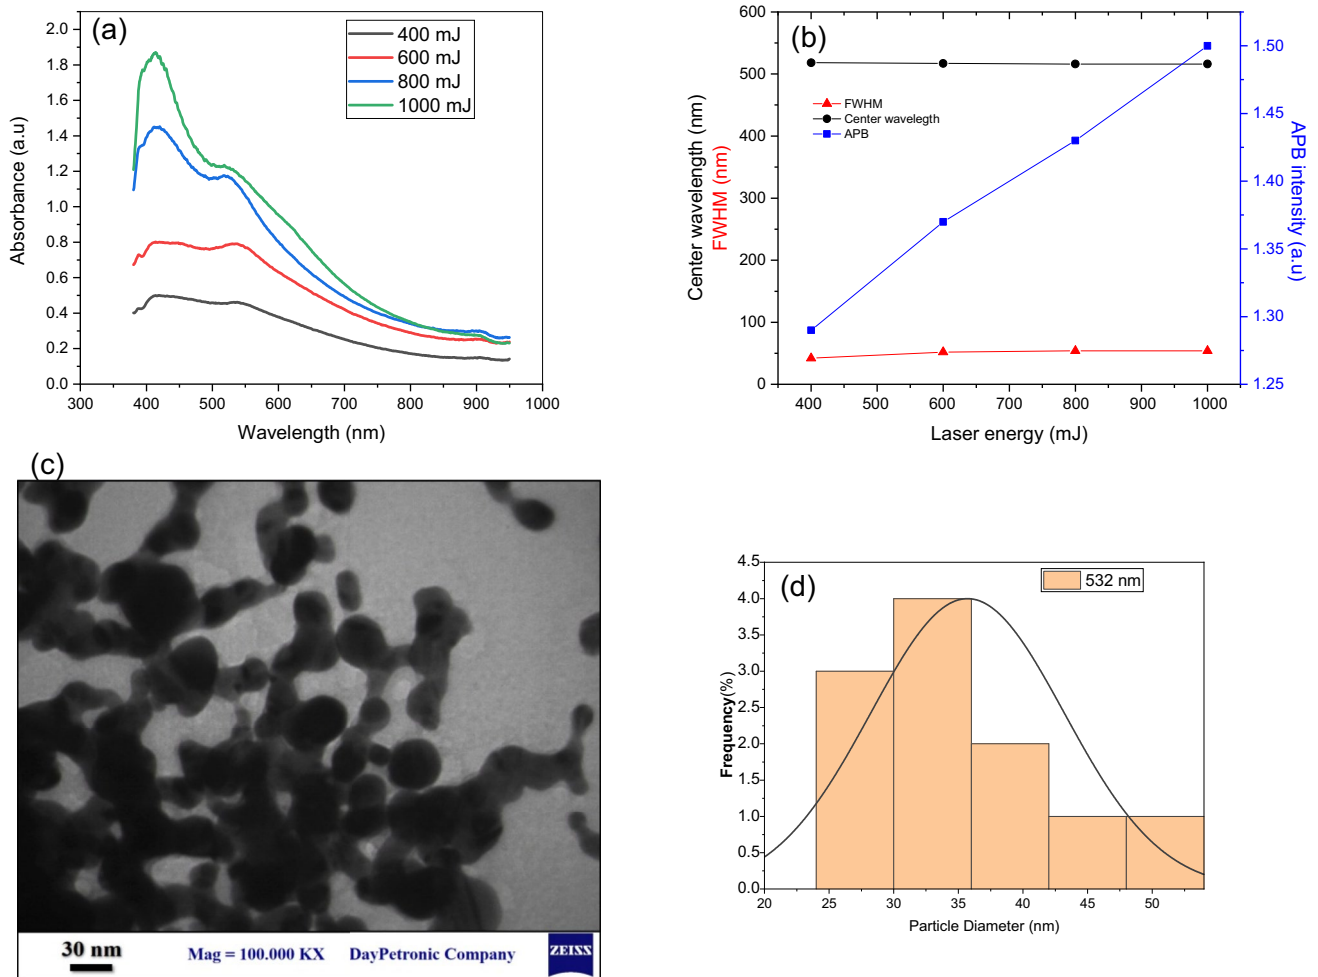 (a)
400 mJ
600 mJ
800 mJ
1000 mJ
2.0
1.8
1.6
1.4
1.2
1.0
0.8
0.6
0.4
0.2
0.0
Absorbance (a.u)
300 400 500 600 700 800 900 1000
Wavelength (nm)
(b)
FWHM
Center wavelegth
APB
600
500
400
300
200
100
0
Center wavelength (nm)
FWHM (nm)
1.50
1.45
1.40
1.35
1.30
1.25
APB intensity (a.u)
400 500 600 700 800 900 1000
Laser energy (mJ)
(c)
30 nm
Mag = 100.000 KX DayPetronic Company
ZEISS
(d)
532 nm
4.5
4.0
3.5
3.0
2.5
2.0
1.5
1.0
0.5
0.0
Frequency(%)
20 25 30 35 40 45 50
Particle Diameter (nm)